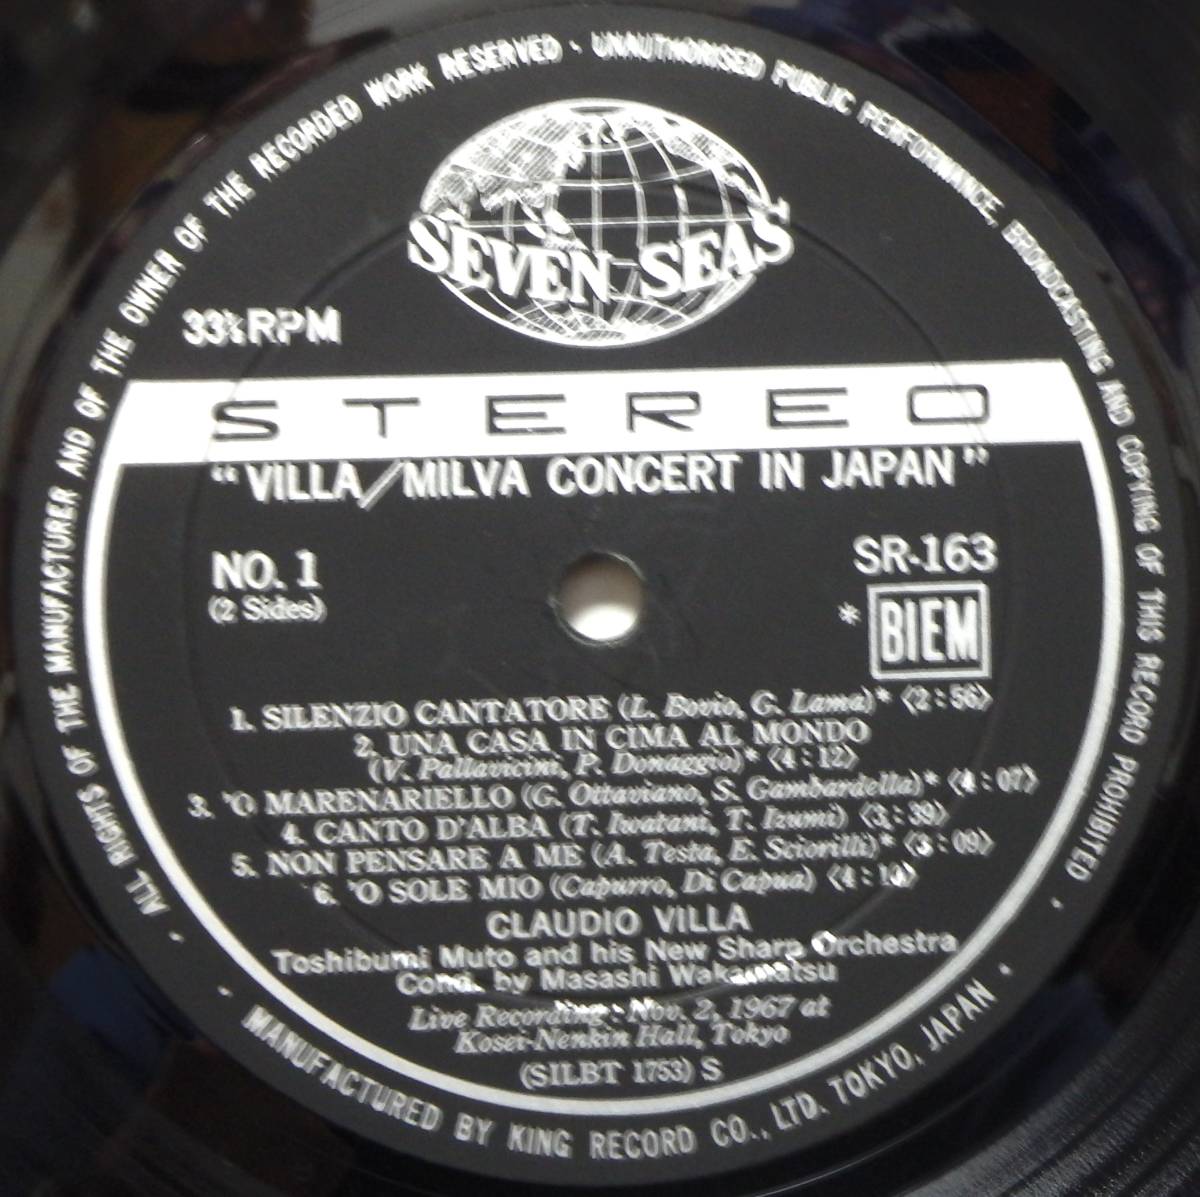 ALL RIGHTS OF THE MANUFACTURER AND OF THE OWNER OF THE RECORDED WORK RESERVED · UNAUTHORISED PUBLIC PERFORMANCE, BROADCASTING AND COPYING OF THIS RECORD PROHIBITED
SEVEN SEAS
33⅓RPM
STEREO
"VILLA/MILVA CONCERT IN JAPAN"
NO. 1
(2 Sides)
SR-163
* BIEM
1. SILENZIO CANTATORE (L. Bovio, G. Lama)* (2:56)
2. UNA CASA IN CIMA AL MONDO
(V. Pallavicini, P. Donaggio)* (4:12)
3. 'O MARENARIELLO (G. Ottaviano, S. Gambardella)* (4:07)
4. CANTO D'ALBA (T. Iwatani, T. Izumi) (3:39)
5. NON PENSARE A ME (A. Testa, E. Sciorilli)* (3:09)
6. 'O SOLE MIO (Capurro, Di Capua) (4:10)
CLAUDIO VILLA
Toshibumi Muto and his New Sharp Orchestra
Cond. by Masashi Wakamatsu
Live Recording: Nov. 2, 1967 at
Kosei-Nenkin Hall, Tokyo
(SILBT 1753) S
MANUFACTURED BY KING RECORD CO., LTD. TOKYO, JAPAN